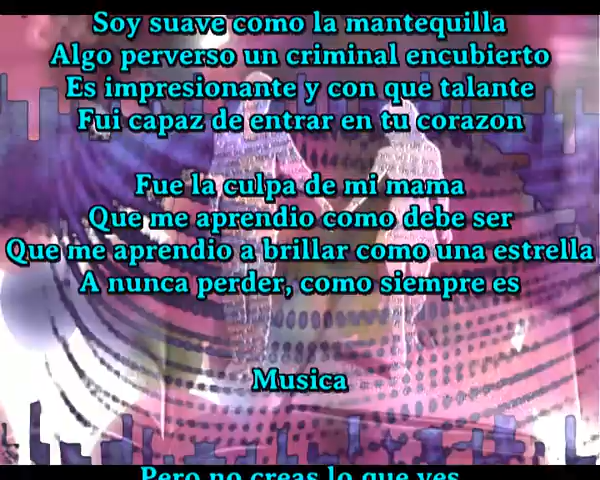 Soy suave como la mantequilla
Algo perverso un criminal encubierto
Es impresionante y con que talante
Fui capaz de entrar en tu corazon
Fue la culpa de mi mama
Que me aprendio como debe ser
Que me aprendio a brillar como una estrella
A nunca perder, como siempre es
Musica
Pero no creas lo que ves